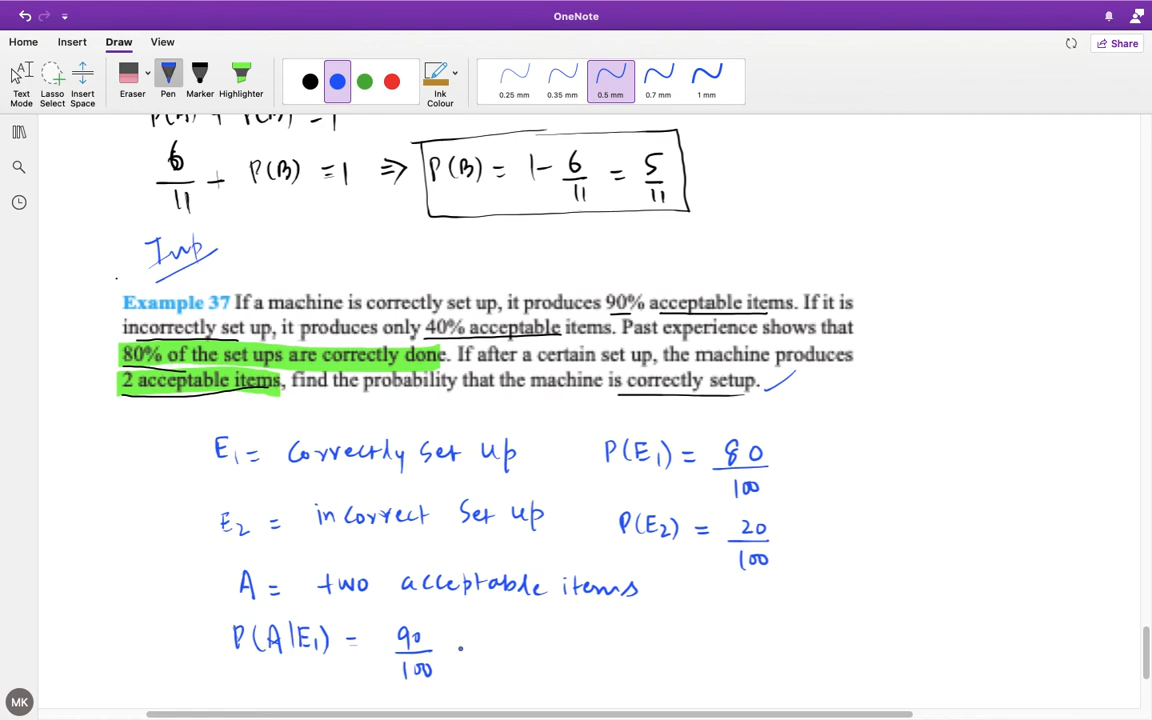 OneNote
Home Insert Draw View
Share
Text Mode
Lasso Select
Insert Space
Eraser
Pen
Marker
Highlighter
Ink Colour
0.25 mm
0.35 mm
0.5 mm
0.7 mm
1 mm
P(A) + P(B) = 1
6/11 + P(B) = 1 ⇒ P(B) = 1 - 6/11 = 5/11
Imp
Example 37 If a machine is correctly set up, it produces 90% acceptable items. If it is
incorrectly set up, it produces only 40% acceptable items. Past experience shows that
80% of the set ups are correctly done. If after a certain set up, the machine produces
2 acceptable items, find the probability that the machine is correctly setup.
E₁ = Correctly Set Up P(E₁) = 80/100
E₂ = incorrect Set up P(E₂) = 20/100
A = two acceptable items
P(A|E₁) = 90/100 .
MK